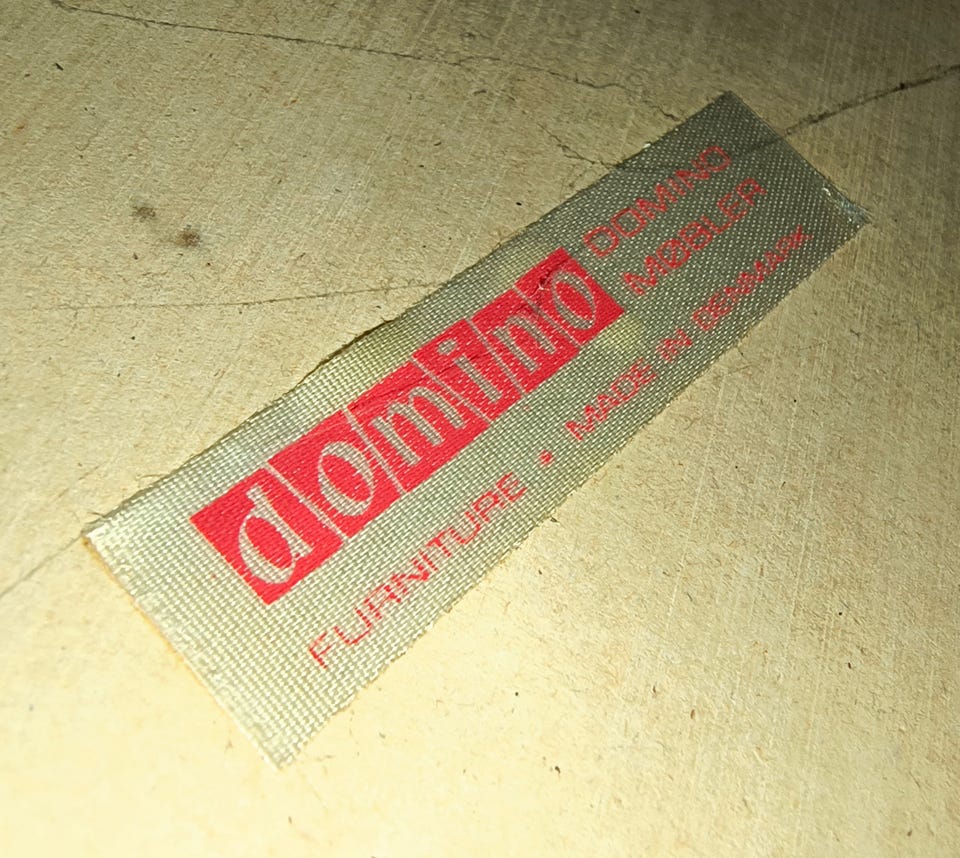 domino
DOMINO
MØBLER
FURNITURE • MADE IN DENMARK